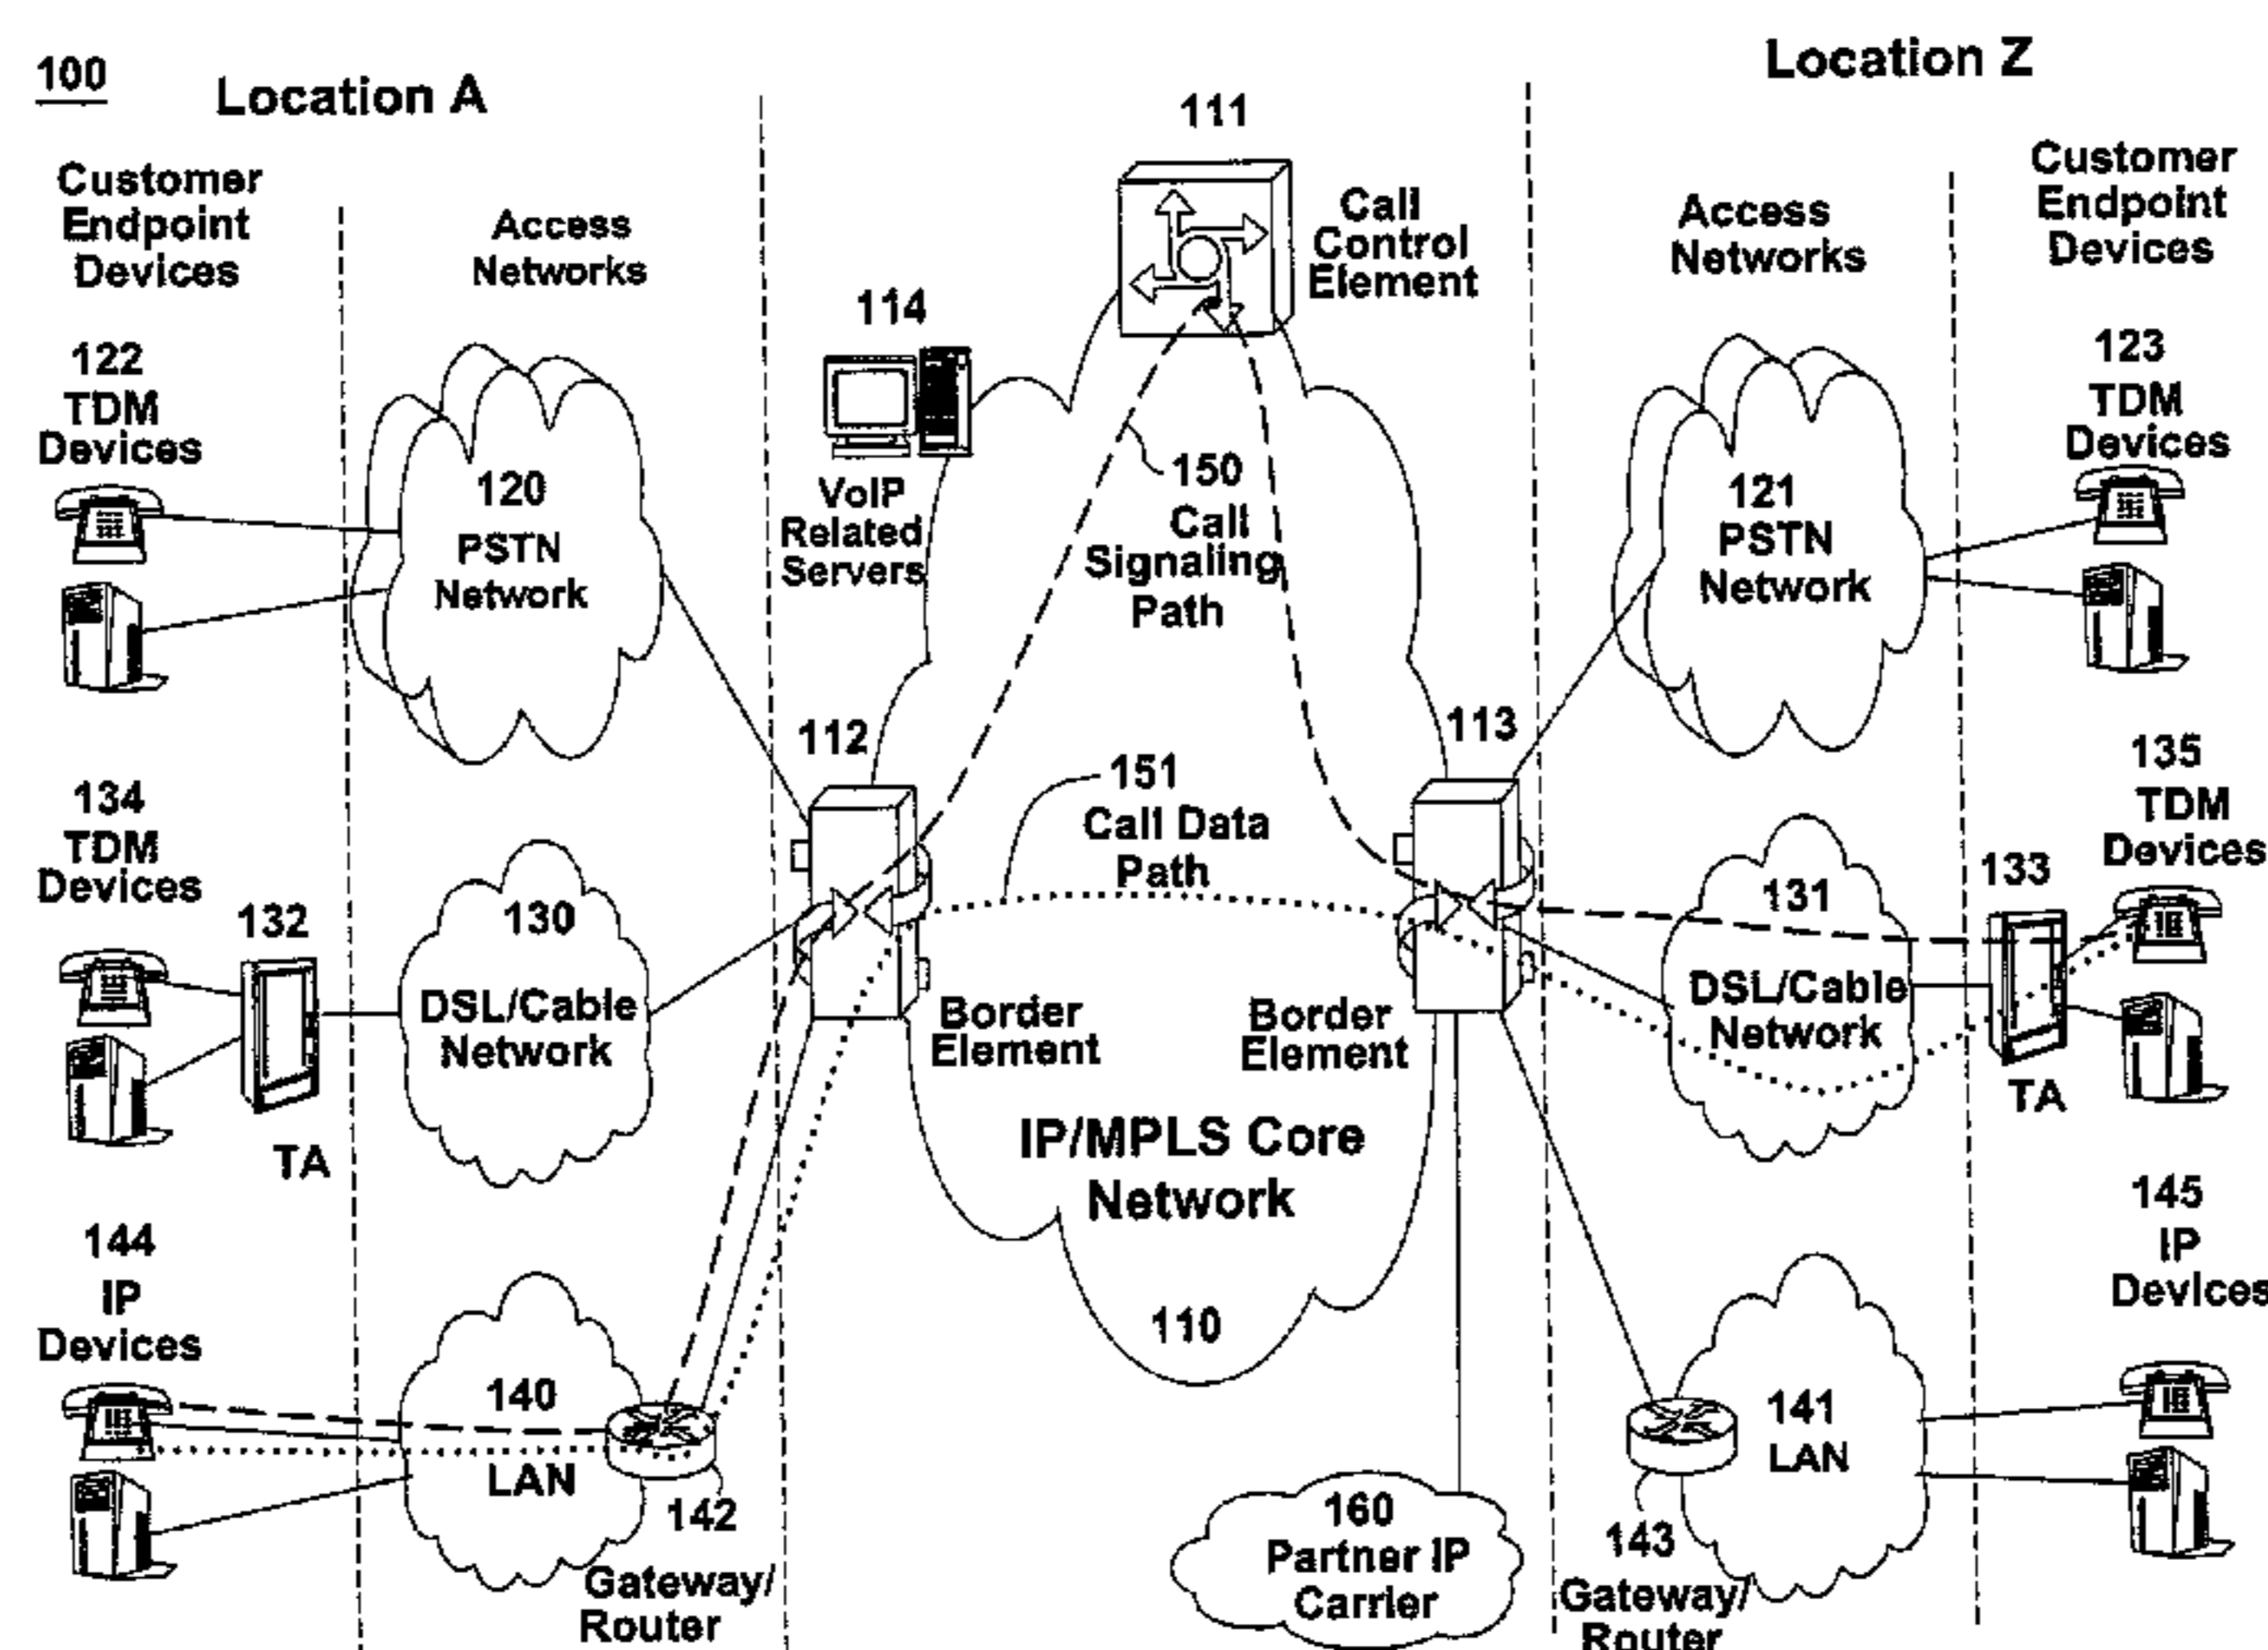 100
Location A
Location Z
Customer
Endpoint
Devices
Access
Networks
111
Call
Control
Element
Access
Networks
Customer
Endpoint
Devices
114
VoIP
Related
Servers
122
TDM
Devices
120
PSTN
Network
150
Call
Signaling
Path
121
PSTN
Network
123
TDM
Devices
112
151
Call Data
Path
113
134
TDM
Devices
132
TA
130
DSL/Cable
Network
Border
Element
Border
Element
131
DSL/Cable
Network
133
TA
135
TDM
Devices
IP/MPLS Core
Network
110
144
IP
Devices
140
LAN
142
Gateway/
Router
160
Partner IP
Carrier
143
Gateway/
Router
141
LAN
145
IP
Devices